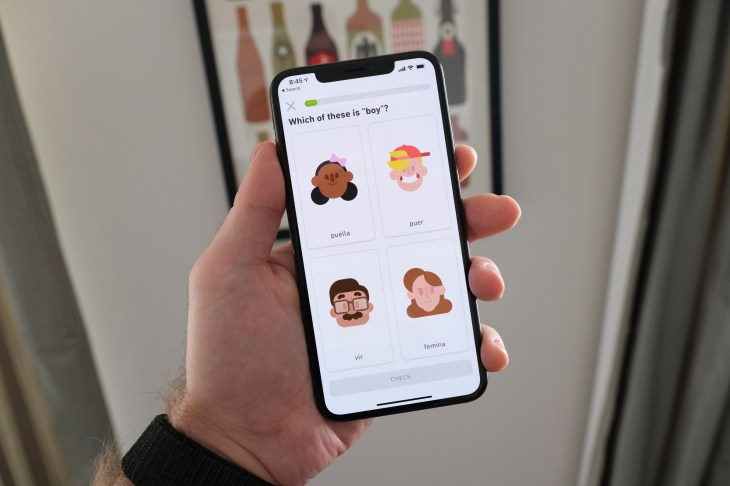 8:45
Search
Which of these is "boy"?
puella
puer
vir
femina
CHECK